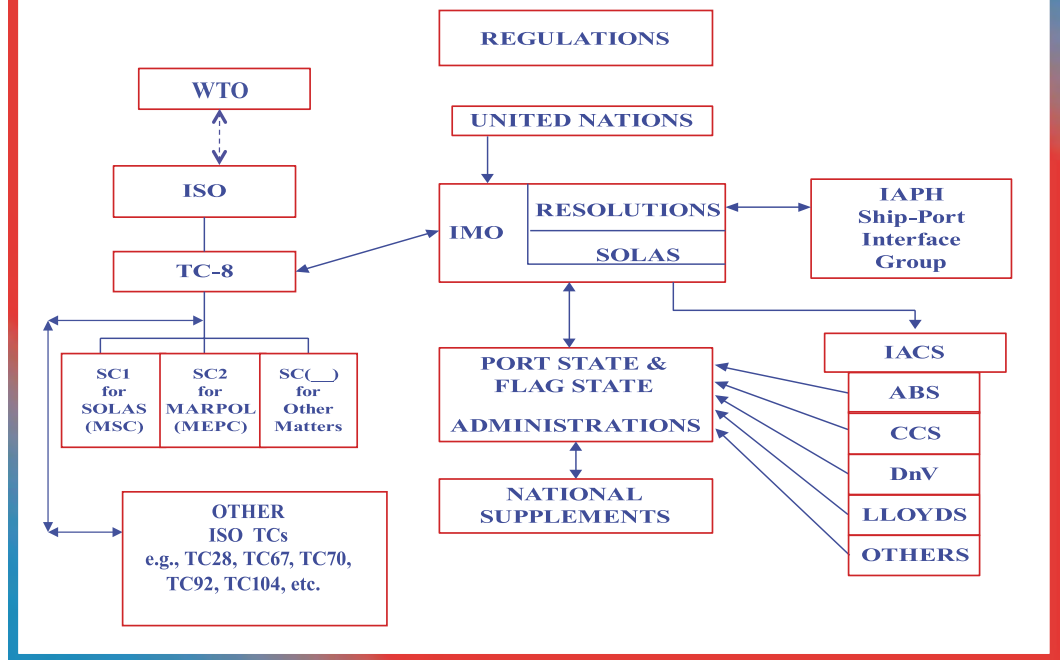 REGULATIONS
WTO
UNITED NATIONS
ISO
IMO
RESOLUTIONS
SOLAS
IAPH
Ship-Port
Interface
Group
TC-8
SC1
for
SOLAS
(MSC)
SC2
for
MARPOL
(MEPC)
SC(__)
for
Other
Matters
PORT STATE &
FLAG STATE
ADMINISTRATIONS
NATIONAL
SUPPLEMENTS
IACS
ABS
CCS
DnV
LLOYDS
OTHERS
OTHER
ISO TCs
e.g., TC28, TC67, TC70,
TC92, TC104, etc.